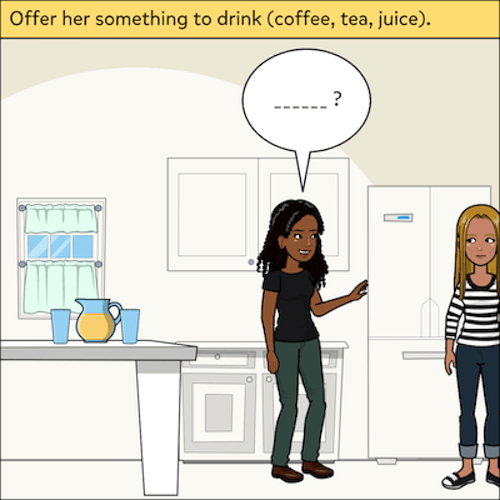 Offer her something to drink (coffee, tea, juice).
______ ?